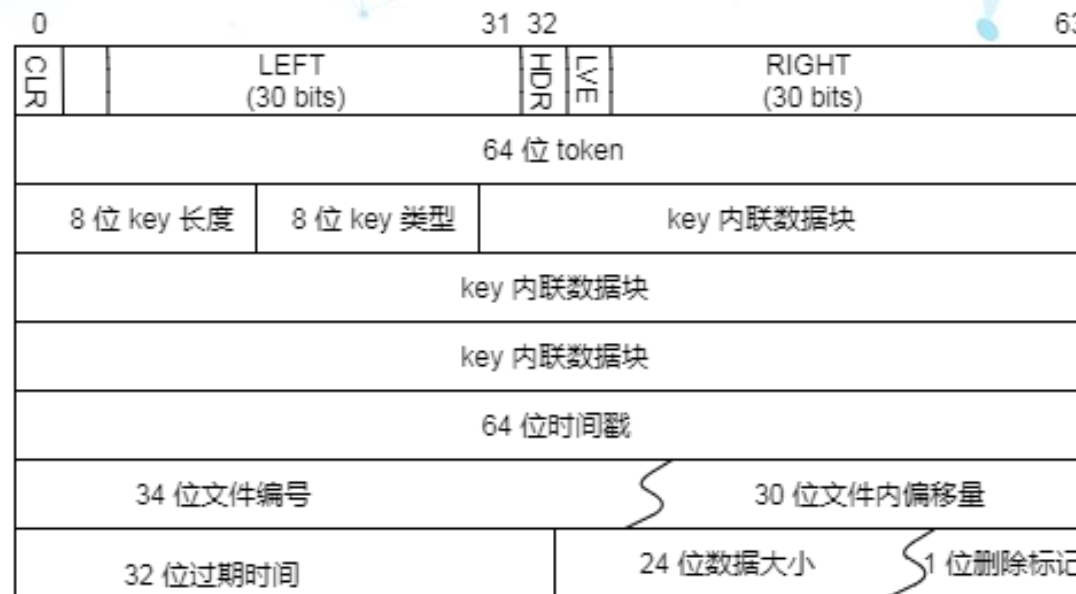 0 31 32 63
CLR LEFT HDR LVE RIGHT
(30 bits) (30 bits)
64 位 token
8 位 key 长度 8 位 key 类型 key 内联数据块
key 内联数据块
key 内联数据块
64 位时间戳
34 位文件编号 30 位文件内偏移量
32 位过期时间 24 位数据大小 1 位删除标记